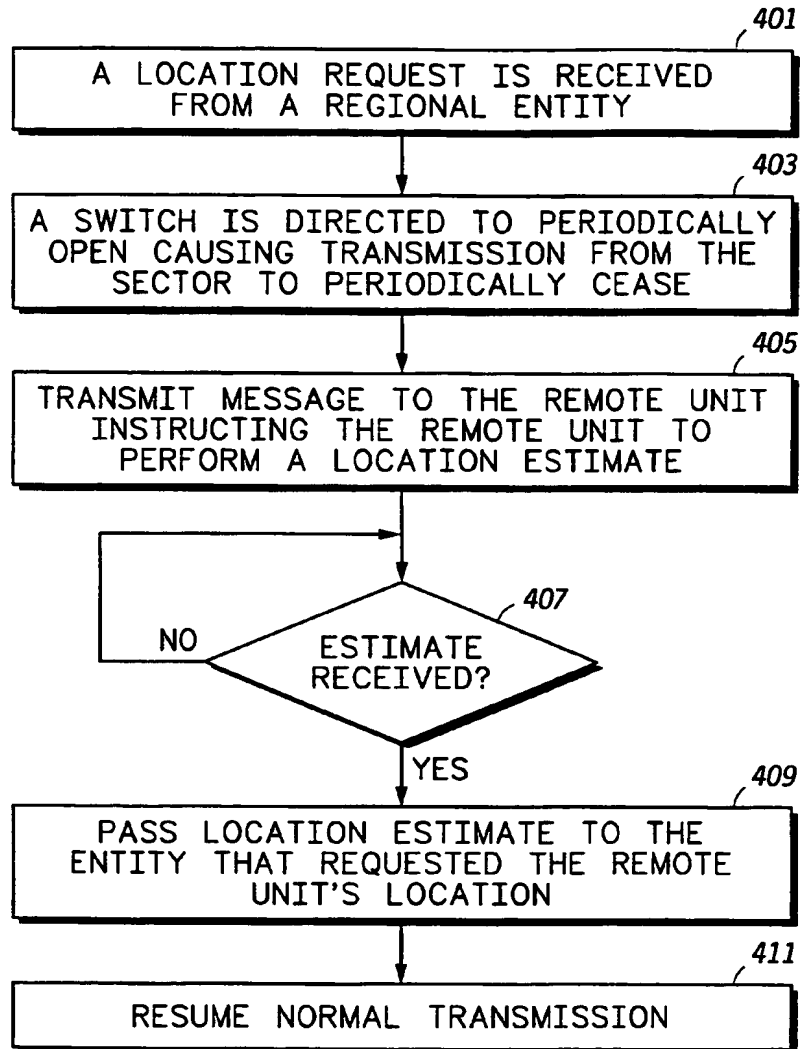 401
A LOCATION REQUEST IS RECEIVED
FROM A REGIONAL ENTITY
403
A SWITCH IS DIRECTED TO PERIODICALLY
OPEN CAUSING TRANSMISSION FROM THE
SECTOR TO PERIODICALLY CEASE
405
TRANSMIT MESSAGE TO THE REMOTE UNIT
INSTRUCTING THE REMOTE UNIT TO
PERFORM A LOCATION ESTIMATE
407
NO
ESTIMATE
RECEIVED?
YES
409
PASS LOCATION ESTIMATE TO THE
ENTITY THAT REQUESTED THE REMOTE
UNIT'S LOCATION
411
RESUME NORMAL TRANSMISSION